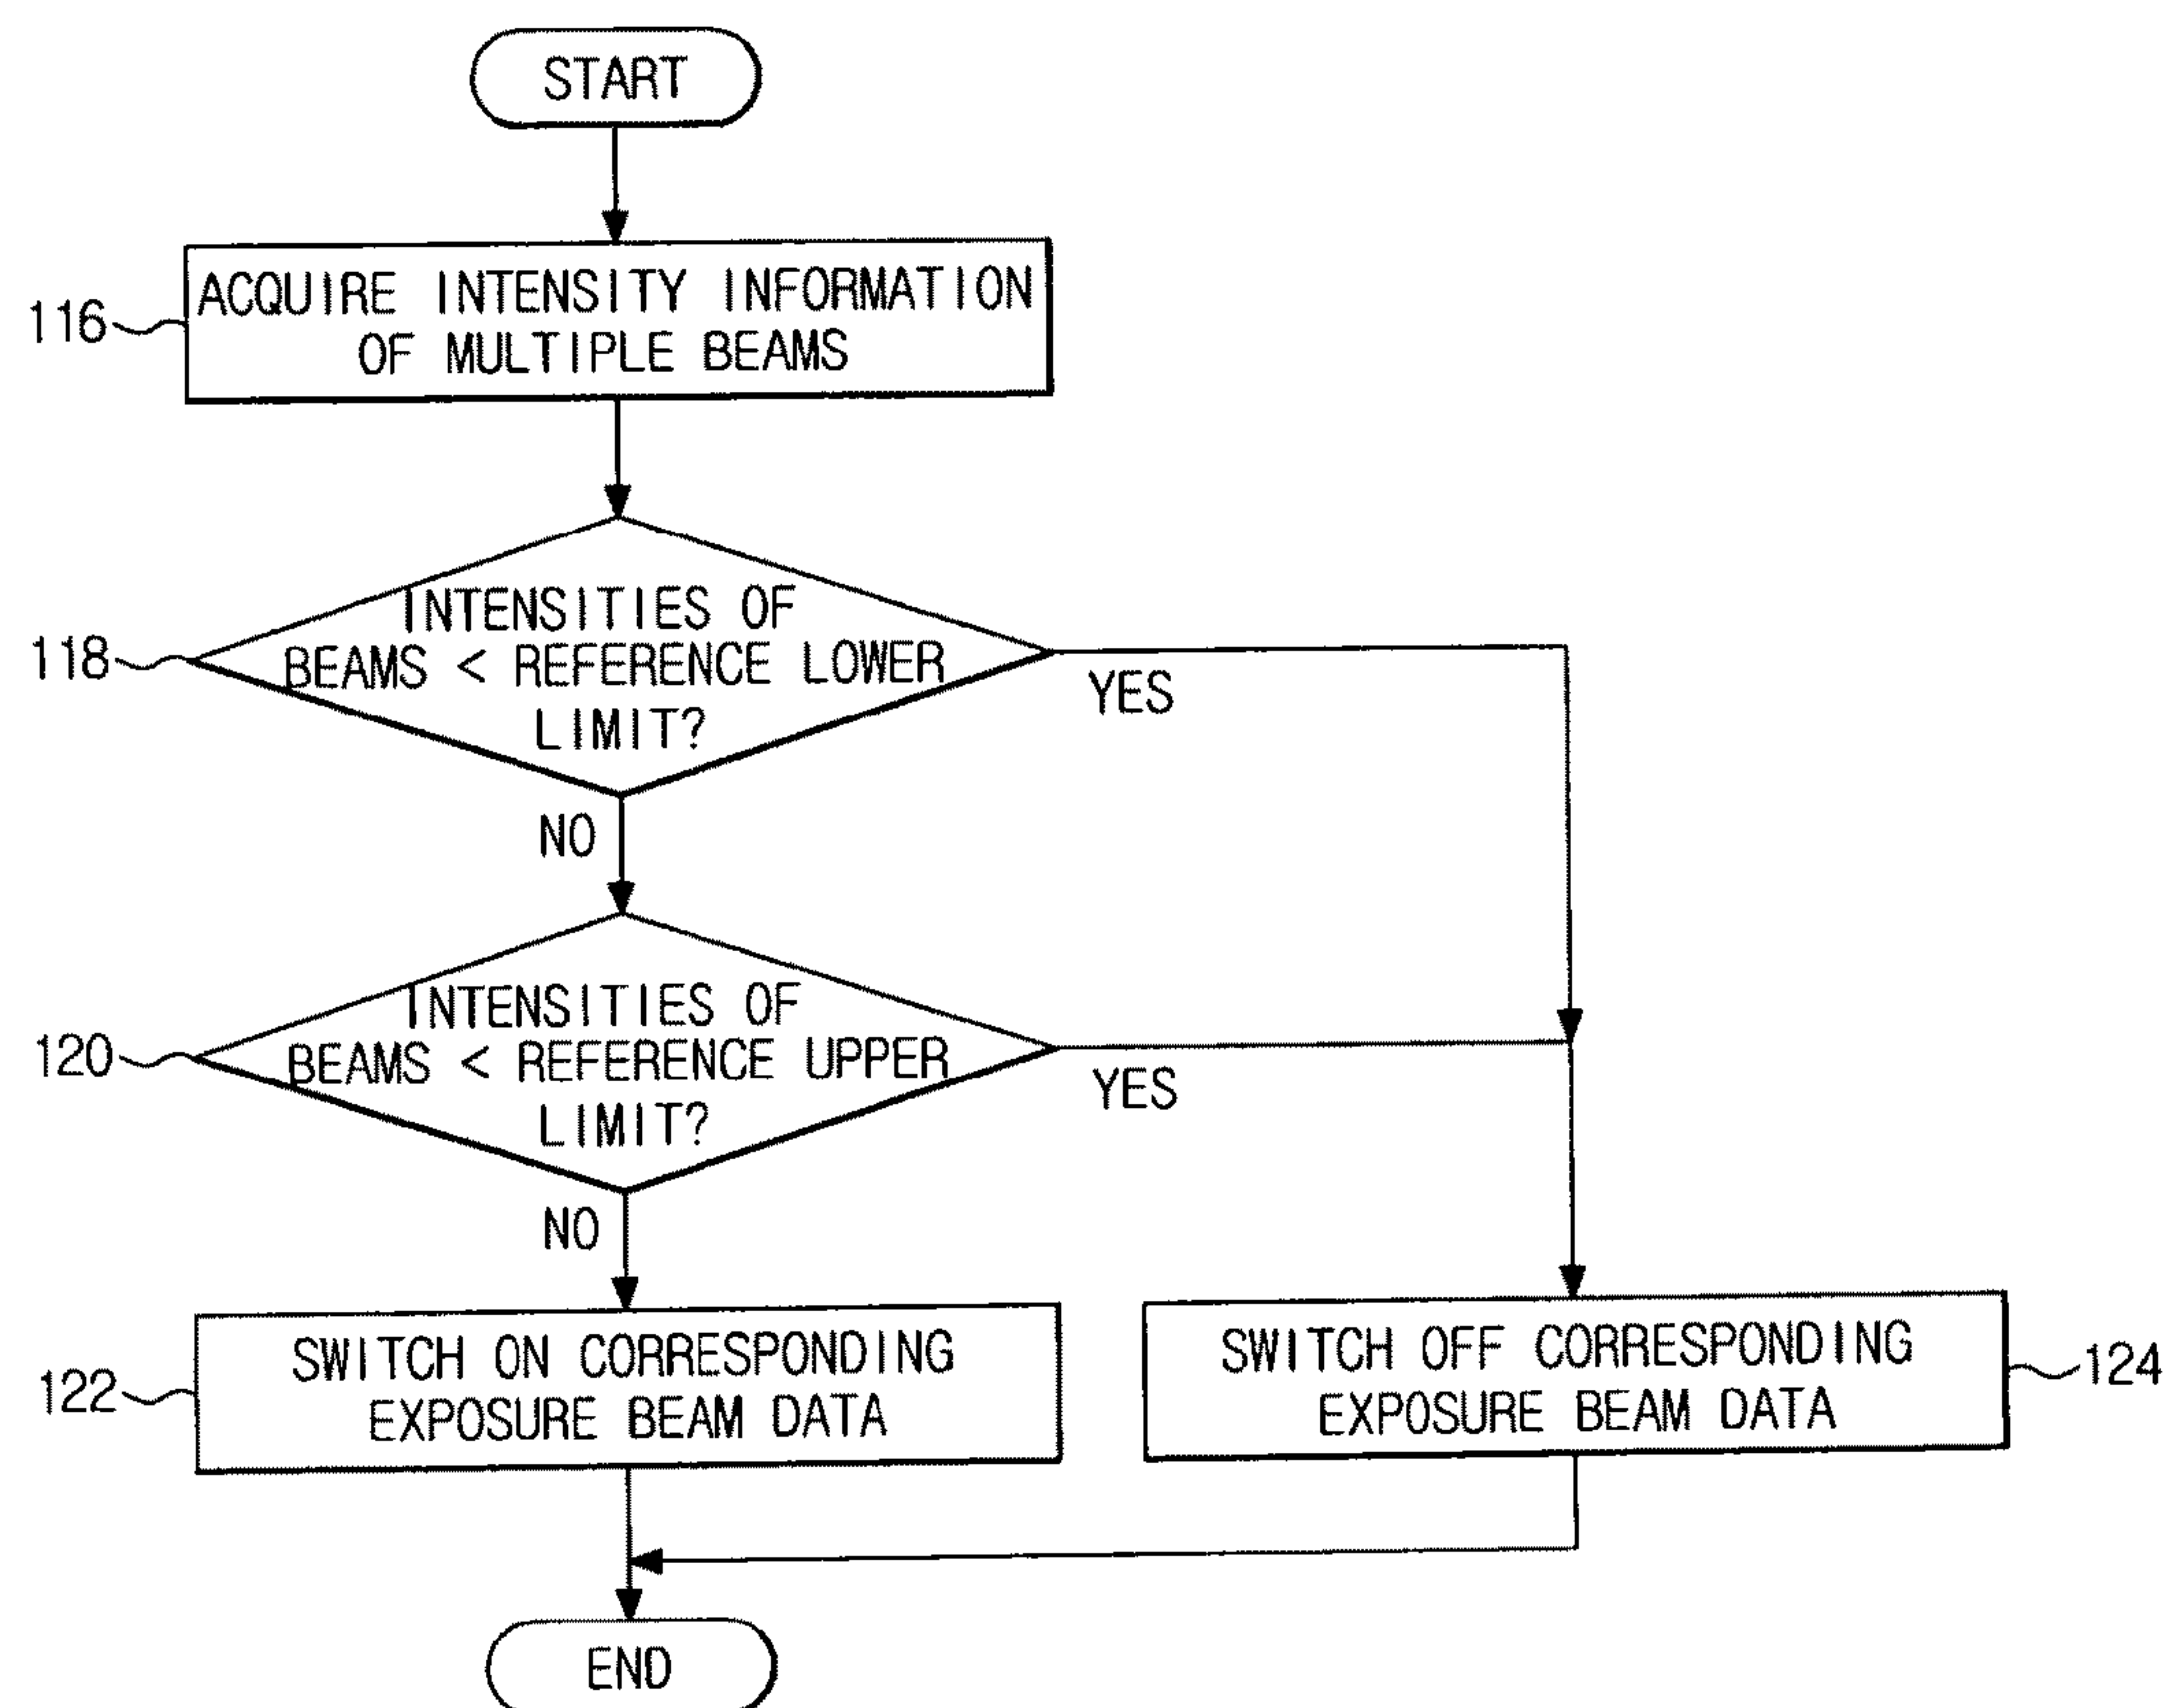 START
116
ACQUIRE INTENSITY INFORMATION
OF MULTIPLE BEAMS
118
INTENSITIES OF
BEAMS < REFERENCE LOWER
LIMIT?
YES
NO
120
INTENSITIES OF
BEAMS < REFERENCE UPPER
LIMIT?
YES
NO
122
SWITCH ON CORRESPONDING
EXPOSURE BEAM DATA
SWITCH OFF CORRESPONDING
EXPOSURE BEAM DATA
124
END